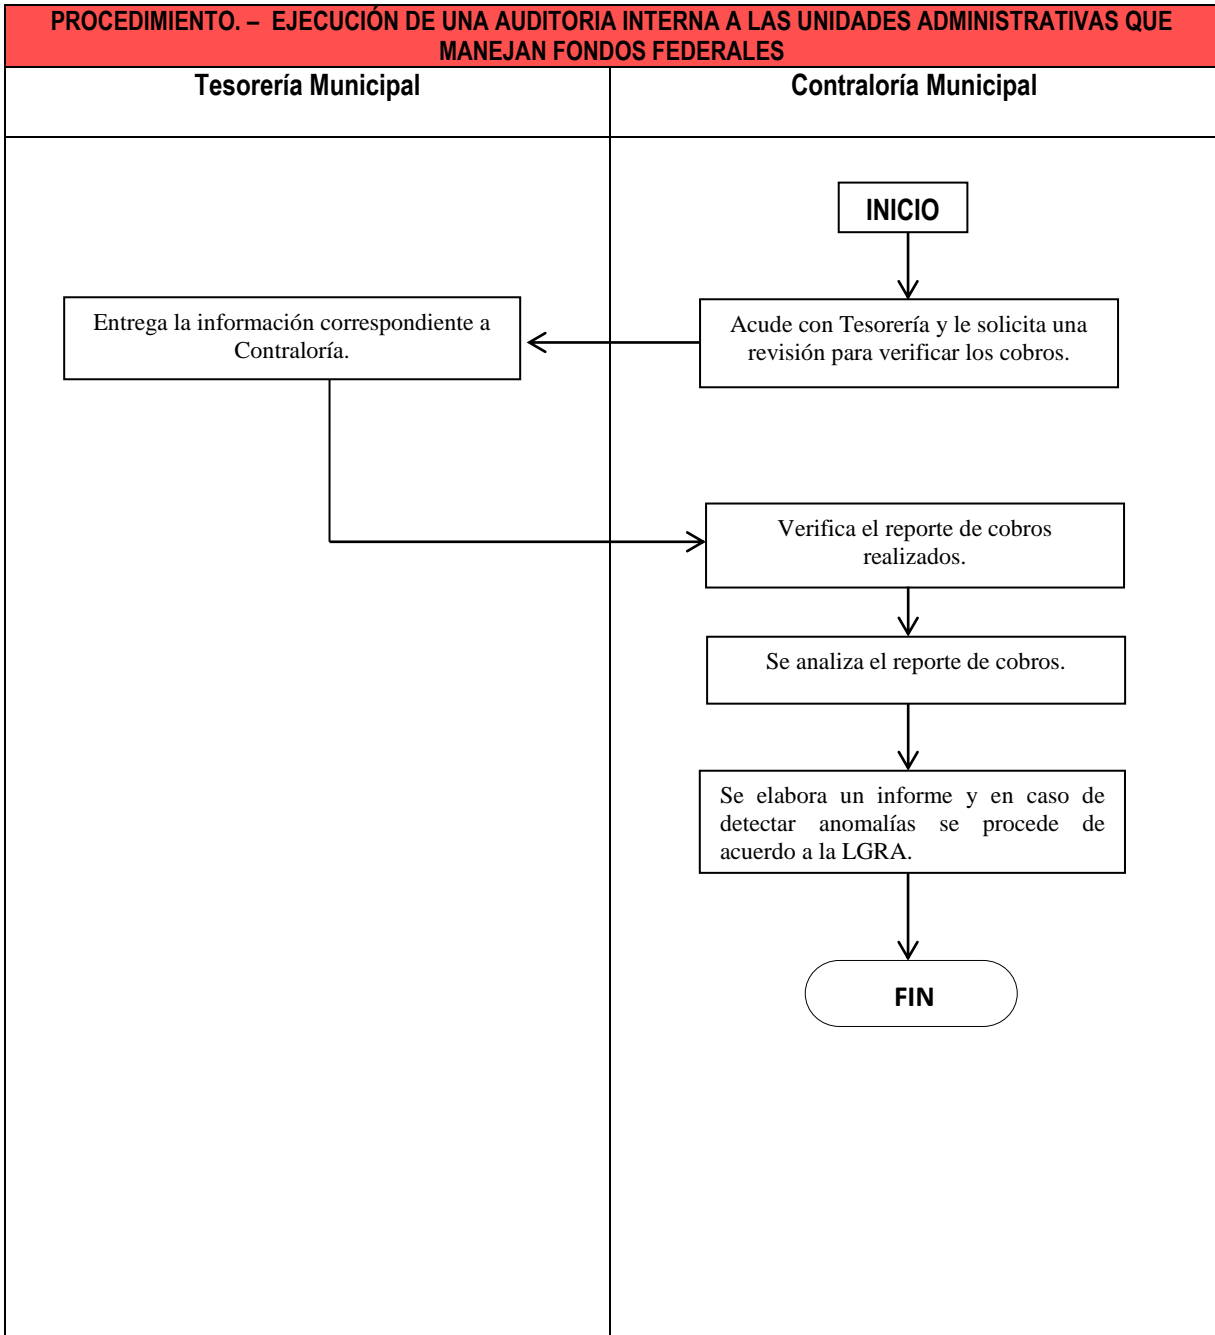 PROCEDIMIENTO. – EJECUCIÓN DE UNA AUDITORIA INTERNA A LAS UNIDADES ADMINISTRATIVAS QUE
MANEJAN FONDOS FEDERALES
Tesorería Municipal
Contraloría Municipal
INICIO
Acude con Tesorería y le solicita una
revisión para verificar los cobros.
Entrega la información correspondiente a
Contraloría.
Verifica el reporte de cobros
realizados.
Se analiza el reporte de cobros.
Se elabora un informe y en caso de
detectar anomalías se procede de
acuerdo a la LGRA.
FIN